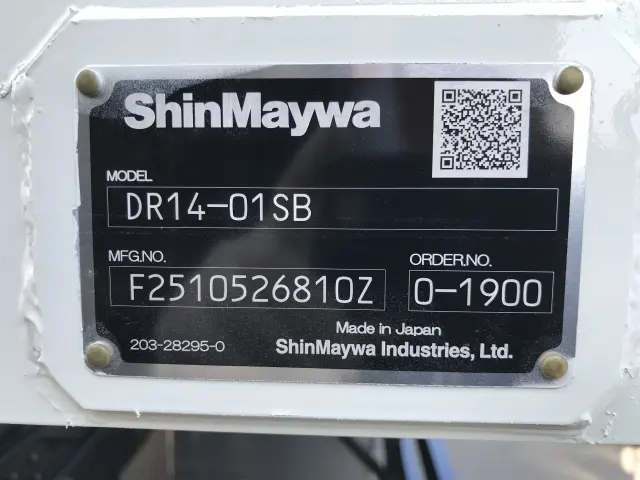 ShinMaywa
MODEL
DR14-01SB
MFG.NO. ORDER.NO.
F2510526810Z 0-1900
Made in Japan
203-28295-0 ShinMaywa Industries, Ltd.